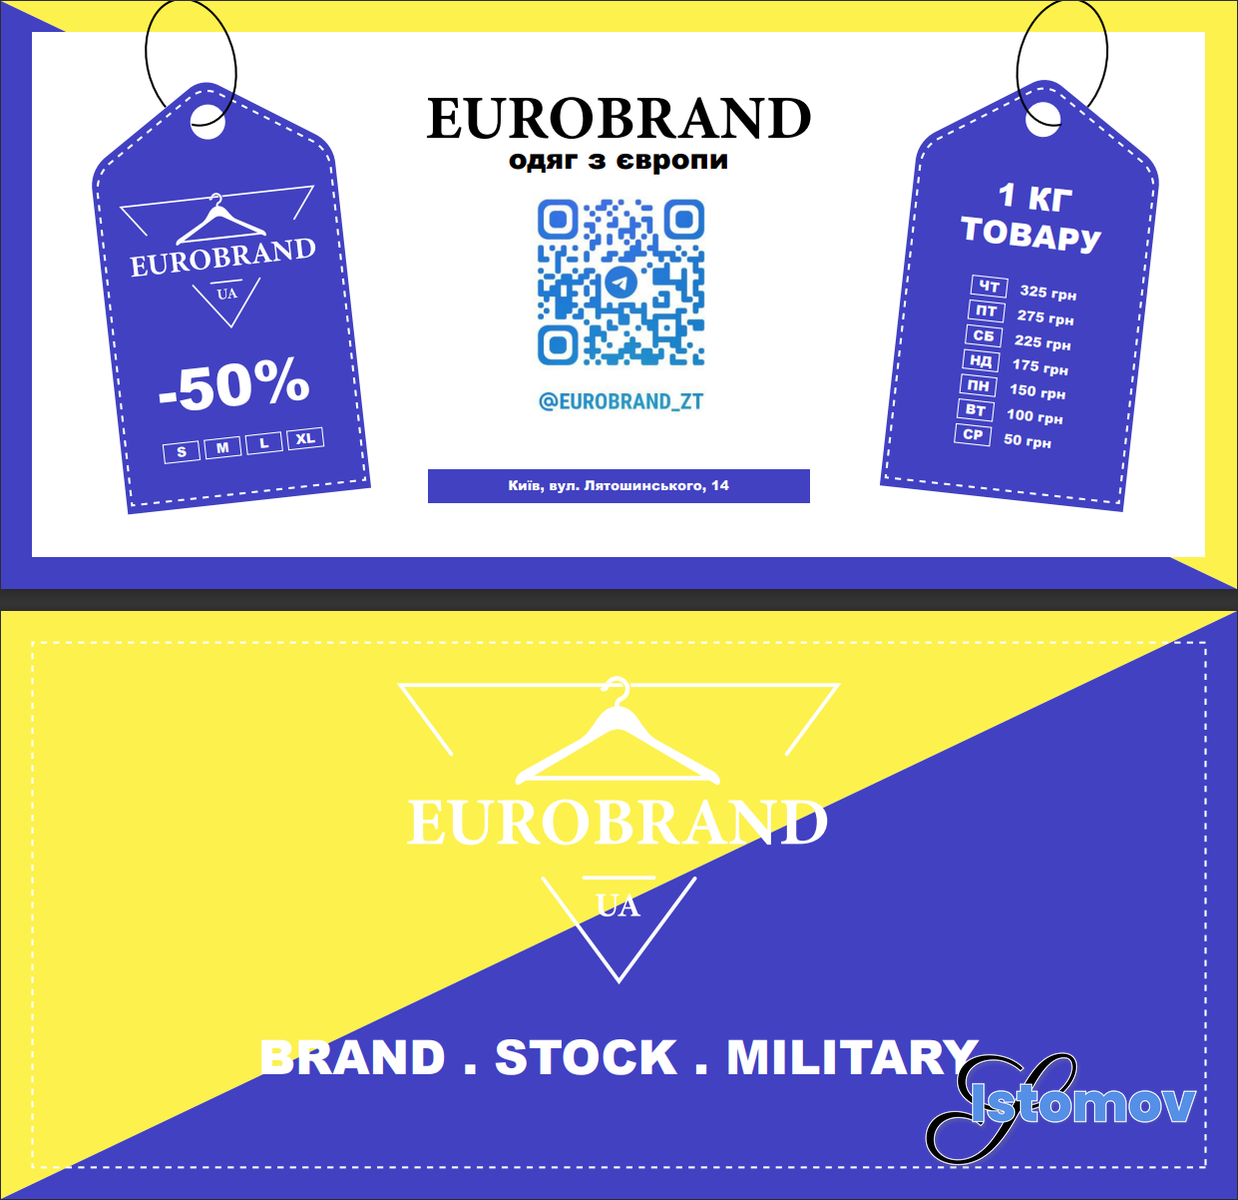 EUROBRAND
UA
-50%
S M L XL
EUROBRAND
одяг з європи
@EUROBRAND_ZT
Київ, вул. Лятошинського, 14
1 КГ
ТОВАРУ
ЧТ 325 грн
ПТ 275 грн
СБ 225 грн
НД 175 грн
ПН 150 грн
ВТ 100 грн
СР 50 грн
EUROBRAND
UA
BRAND . STOCK . MILITARY
S Istomov